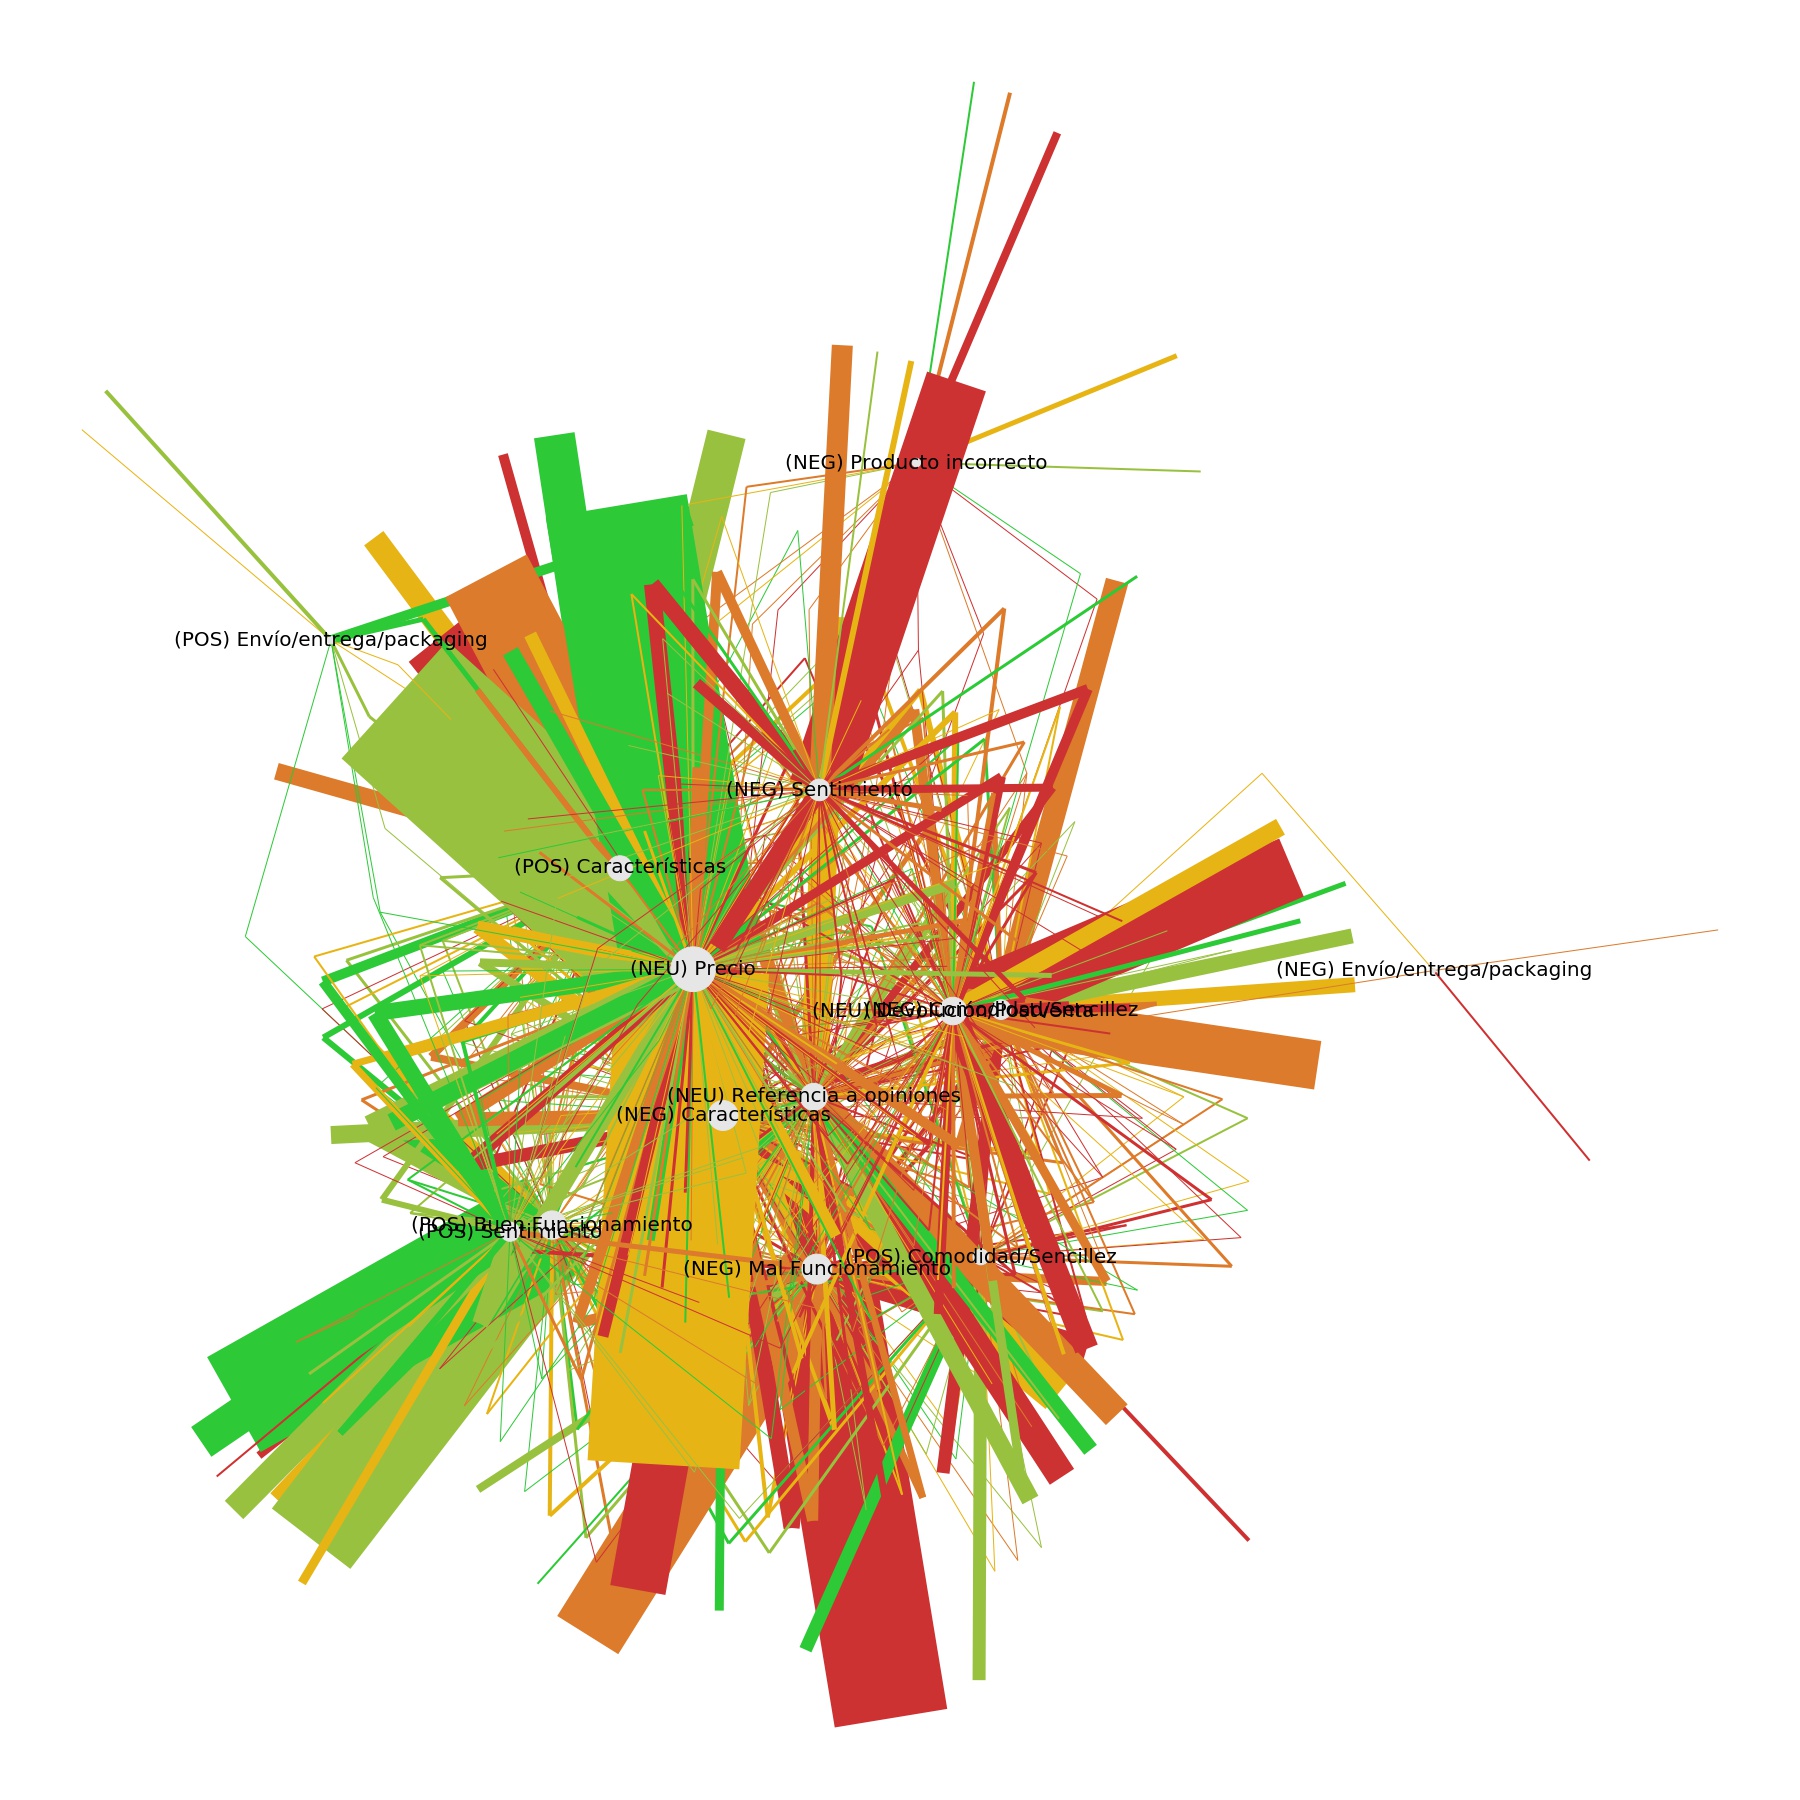 (NEG) Producto incorrecto
(POS) Envío/entrega/packaging
(NEG) Sentimiento
(POS) Características
(NEU) Precio
(NEG) Envío/entrega/packaging
(NEU) Devolución/Postventa
(NEG) Comodidad/Sencillez
(NEU) Referencia a opiniones
(NEG) Características
(POS) Buen Funcionamiento
(POS) Sentimiento
(POS) Comodidad/Sencillez
(NEG) Mal Funcionamiento